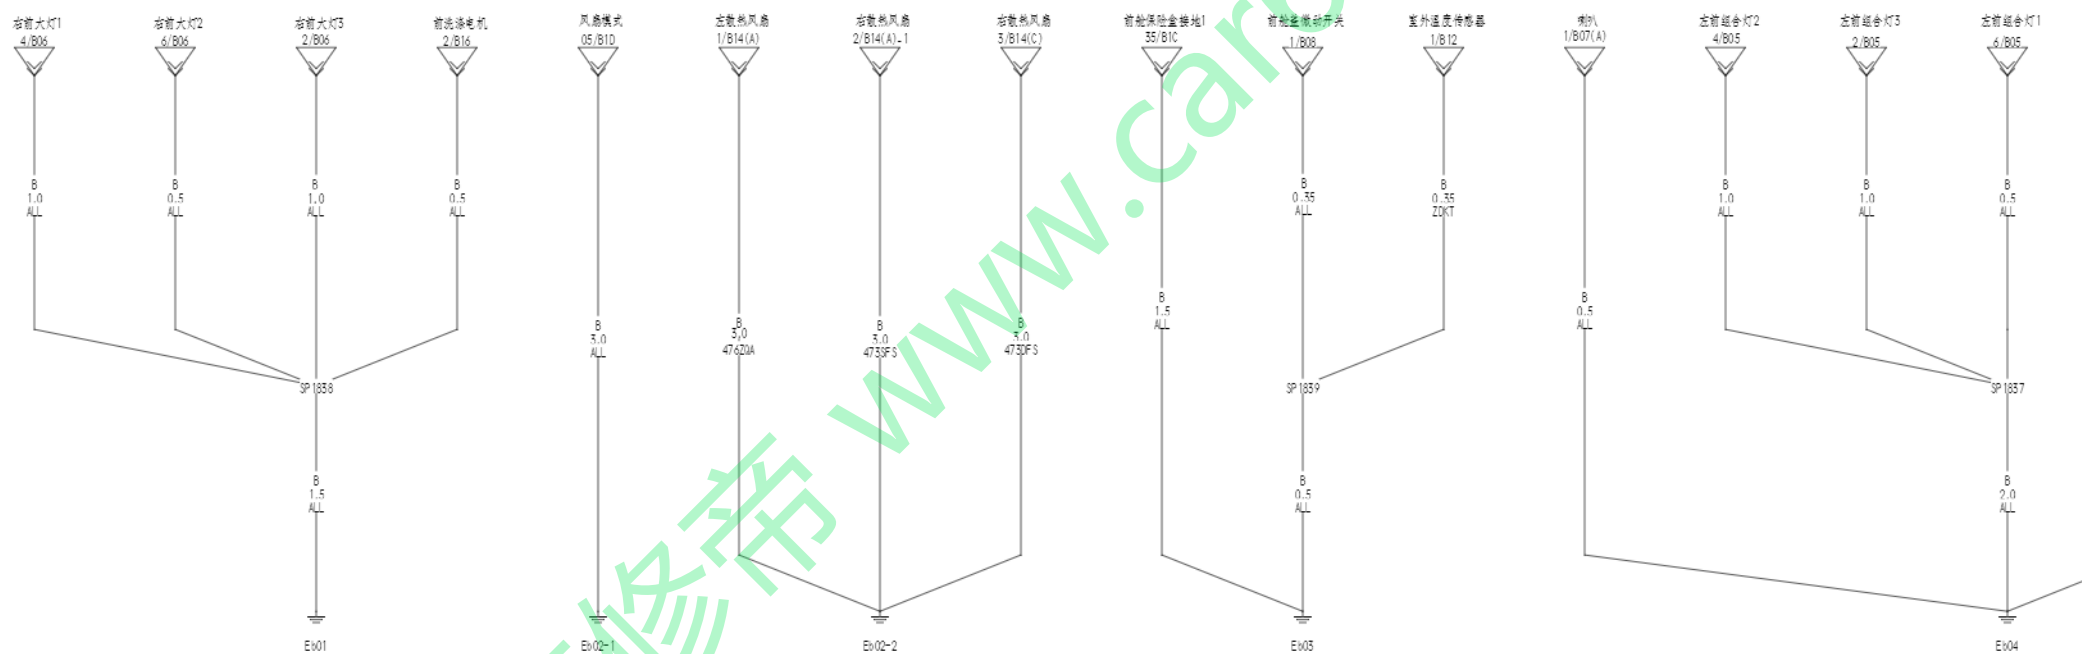 右前大灯1
4/B06
右前大灯2
6/B06
右前大灯3
2/B06
前洗涤电机
2/B16
风扇模式
05/B1D
左散热风扇
1/B14(A)
右散热风扇
2/B14(A)-1
右散热风扇
3/B14(C)
前舱保险盒接地1
35/B1C
前舱盖微动开关
1/B08
室外温度传感器
1/B12
喇叭
1/B07(A)
左前组合灯2
4/B05
左前组合灯3
2/B05
左前组合灯1
6/B05
B
1.0
ALL
B
0.5
ALL
B
1.0
ALL
B
0.5
ALL
B
3.0
ALL
B
3.0
476ZQA
B
3.0
473SFS
B
3.0
473DFS
B
1.5
ALL
B
0.35
ALL
B
0.35
ZDKT
B
0.5
ALL
B
1.0
ALL
B
1.0
ALL
B
0.5
ALL
SP1838
SP1839
SP1837
B
1.5
ALL
B
0.5
ALL
B
2.0
ALL
Eb01
Eb02-1
Eb02-2
Eb03
Eb04
修帝 www.car